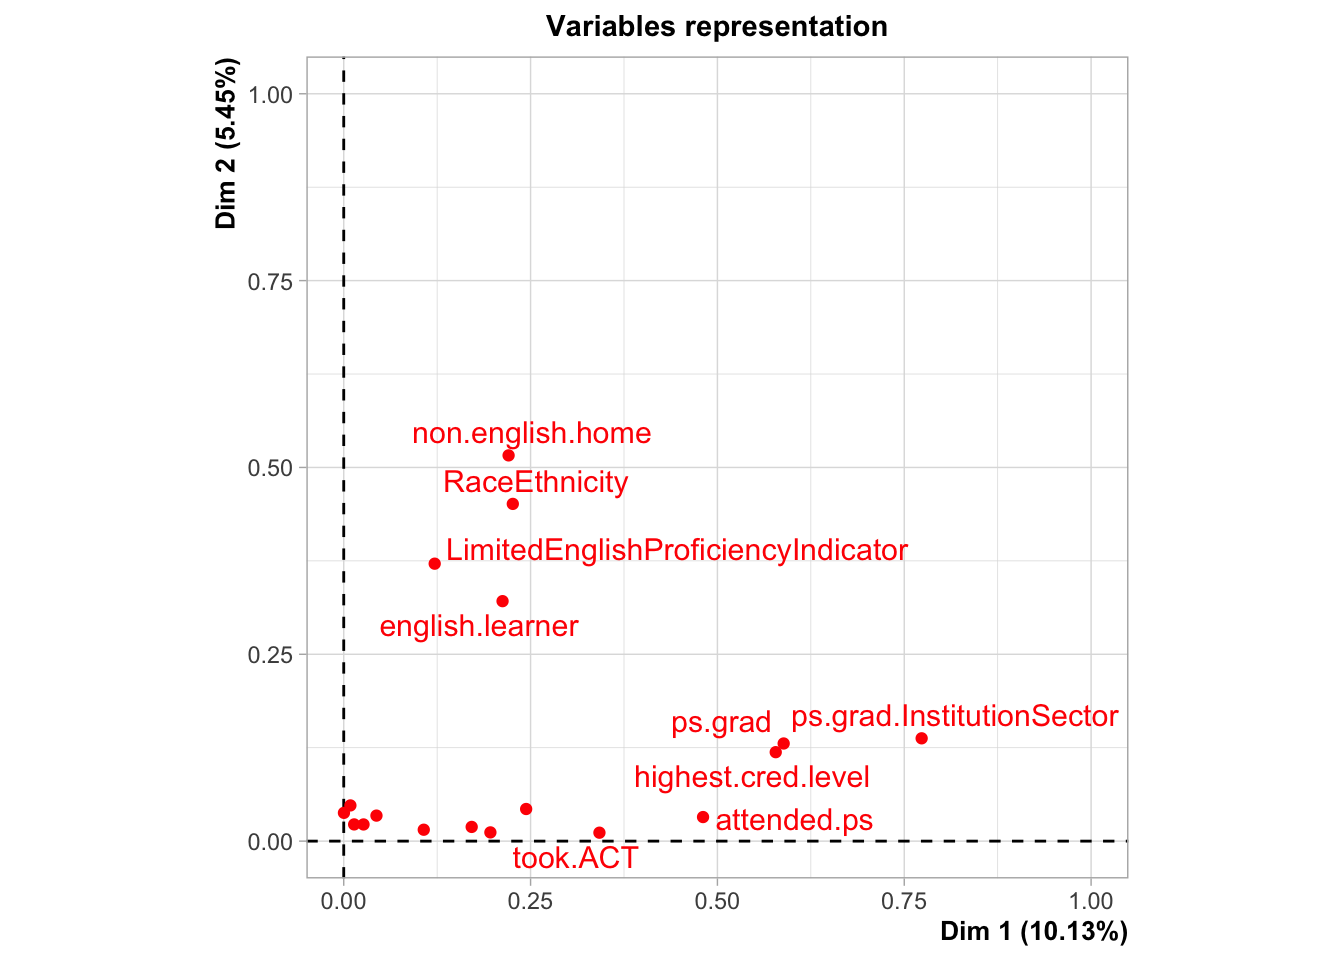 Variables representation
Dim 2 (5.45%)
1.00
0.75
0.50
0.25
0.00
non.english.home
RaceEthnicity
LimitedEnglishProficiencyIndicator
english.learner
ps.grad
ps.grad.InstitutionSector
highest.cred.level
attended.ps
took.ACT
0.00
0.25
0.50
0.75
1.00
Dim 1 (10.13%)